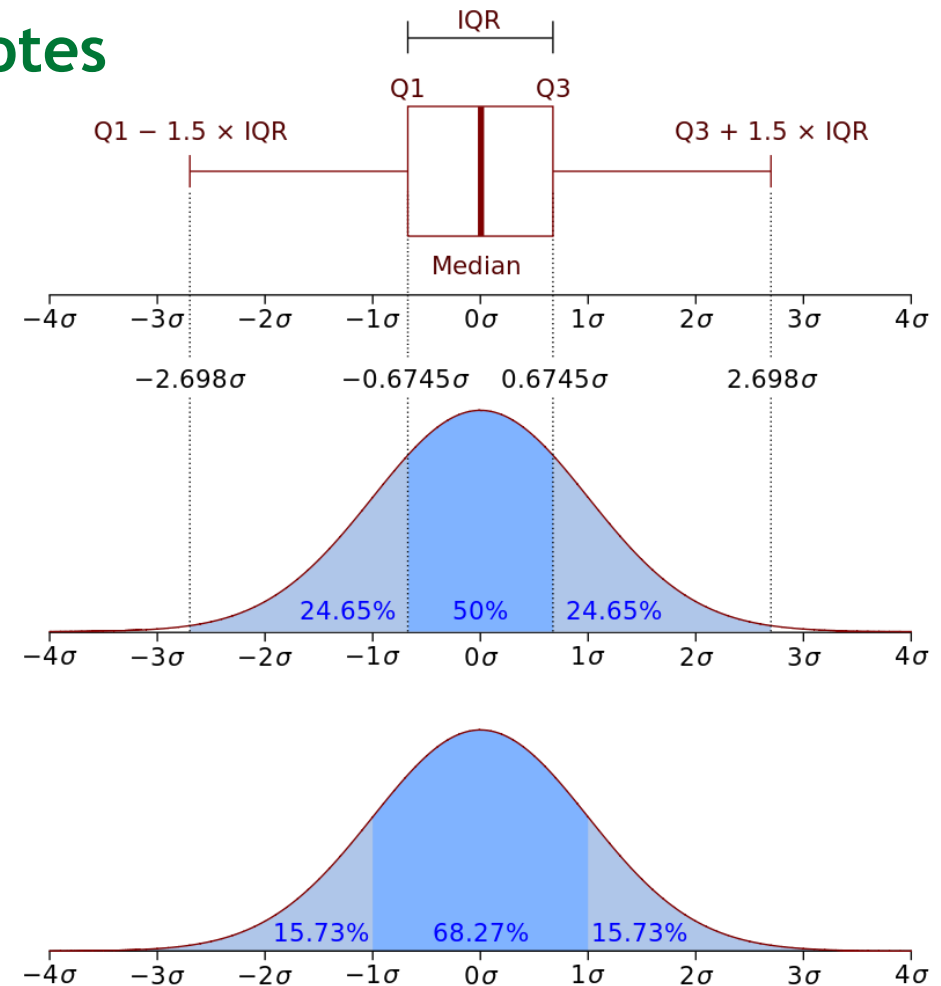 otes
IQR
Q1 Q3
Q1 − 1.5 × IQR Q3 + 1.5 × IQR
Median
−4σ −3σ −2σ −1σ 0σ 1σ 2σ 3σ 4σ
−2.698σ −0.6745σ 0.6745σ 2.698σ
24.65% 50% 24.65%
−4σ −3σ −2σ −1σ 0σ 1σ 2σ 3σ 4σ
15.73% 68.27% 15.73%
−4σ −3σ −2σ −1σ 0σ 1σ 2σ 3σ 4σ